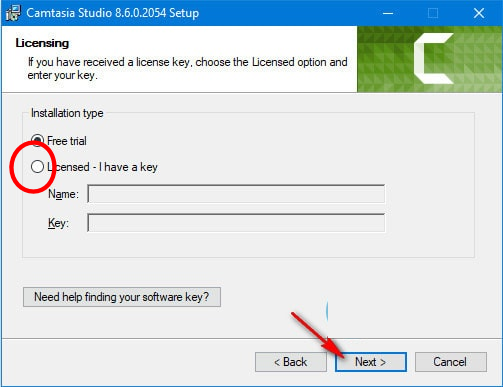 Camtasia Studio 8.6.0.2054 Setup
Licensing
If you have received a license key, choose the Licensed option and
enter your key.
Installation type
Free trial
Licensed - I have a key
Name:
Key:
Need help finding your software key?
< Back
Next >
Cancel